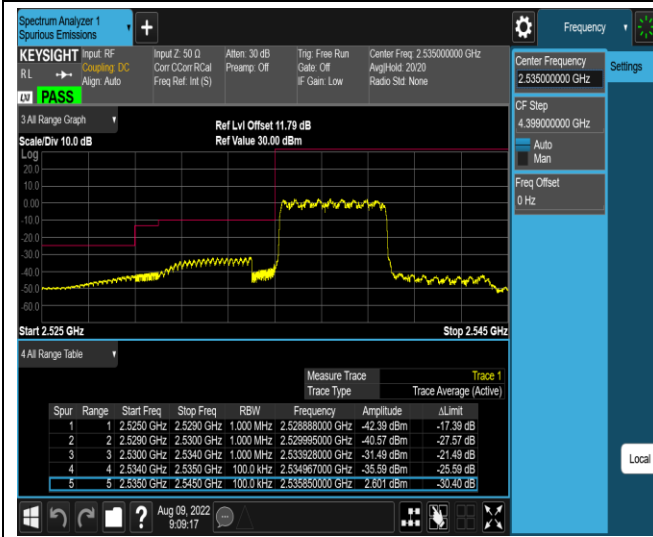 Spectrum Analyzer 1
Spurious Emissions
Frequency
KEYSIGHT Input: RF
RL
Coupling: DC
Align: Auto
LXI PASS
Input Z: 50 Ω
Corr CCorr RCal
Freq Ref: Int (S)
Atten: 30 dB
Preamp: Off
Trig: Free Run
Gate: Off
IF Gain: Low
Center Freq: 2.535000000 GHz
Avg|Hold: 20/20
Radio Std: None
Center Frequency
2.535000000 GHz
Settings
CF Step
4.399000000 GHz
Auto
Man
Freq Offset
0 Hz
3 All Range Graph
Ref Lvl Offset 11.79 dB
Scale/Div 10.0 dB
Ref Value 30.00 dBm
Log
20.0
10.0
0.00
-10.0
-20.0
-30.0
-40.0
-50.0
-60.0
Start 2.525 GHz
Stop 2.545 GHz
4 All Range Table
Measure Trace Trace 1
Trace Type Trace Average (Active)
Spur Range Start Freq Stop Freq RBW Frequency Amplitude ΔLimit
1 1 2.5250 GHz 2.5290 GHz 1.000 MHz 2.528888000 GHz -42.39 dBm -17.39 dB
2 2 2.5290 GHz 2.5300 GHz 1.000 MHz 2.529995000 GHz -40.57 dBm -27.57 dB
3 3 2.5300 GHz 2.5340 GHz 1.000 MHz 2.533928000 GHz -31.49 dBm -21.49 dB
4 4 2.5340 GHz 2.5350 GHz 100.0 kHz 2.534967000 GHz -35.59 dBm -25.59 dB
5 5 2.5350 GHz 2.5450 GHz 100.0 kHz 2.535850000 GHz 2.601 dBm -30.40 dB
Local
Aug 09, 2022
9:09:17